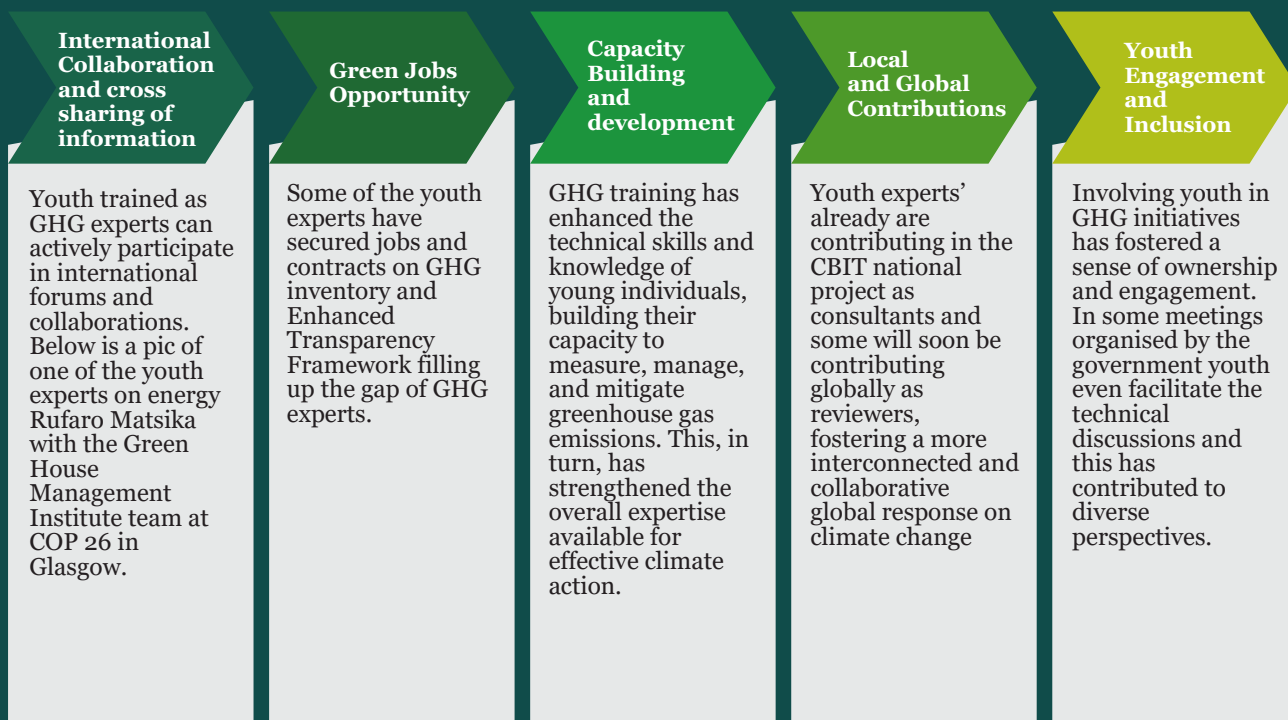 International
Collaboration
and cross
sharing of
information
Youth trained as
GHG experts can
actively participate
in international
forums and
collaborations.
Below is a pic of
one of the youth
experts on energy
Rufaro Matsika
with the Green
House
Management
Institute team at
COP 26 in
Glasgow.
Green Jobs
Opportunity
Some of the youth
experts have
secured jobs and
contracts on GHG
inventory and
Enhanced
Transparency
Framework filling
up the gap of GHG
experts.
Capacity
Building
and
development
GHG training has
enhanced the
technical skills and
knowledge of
young individuals,
building their
capacity to
measure, manage,
and mitigate
greenhouse gas
emissions. This, in
turn, has
strengthened the
overall expertise
available for
effective climate
action.
Local
and Global
Contributions
Youth experts’
already are
contributing in the
CBIT national
project as
consultants and
some will soon be
contributing
globally as
reviewers,
fostering a more
interconnected and
collaborative
global response on
climate change
Youth
Engagement
and
Inclusion
Involving youth in
GHG initiatives
has fostered a
sense of ownership
and engagement.
In some meetings
organised by the
government youth
even facilitate the
technical
discussions and
this has
contributed to
diverse
perspectives.